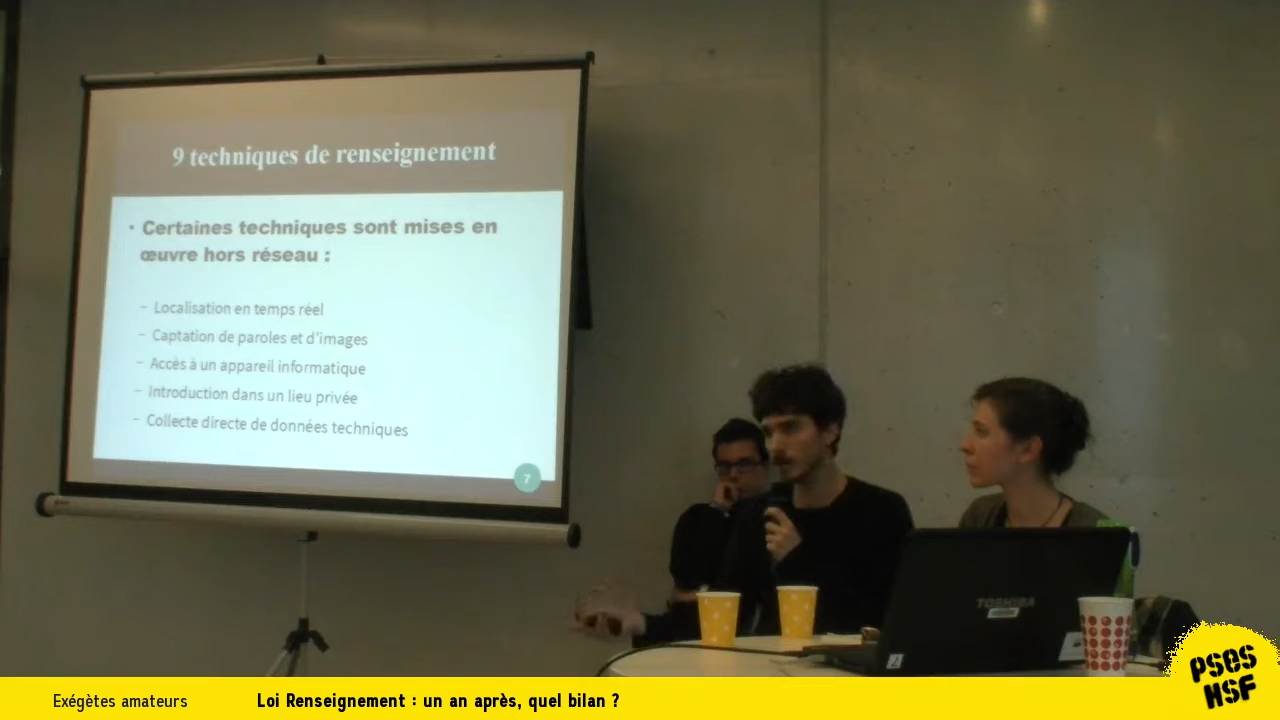 9 techniques de renseignement
• Certaines techniques sont mises en
œuvre hors réseau :
– Localisation en temps réel
– Captation de paroles et d'images
– Accès à un appareil informatique
– Introduction dans un lieu privée
– Collecte directe de données techniques
7
TOSHIBA
Exégètes amateurs
Loi Renseignement : un an après, quel bilan ?
PSES
HSF